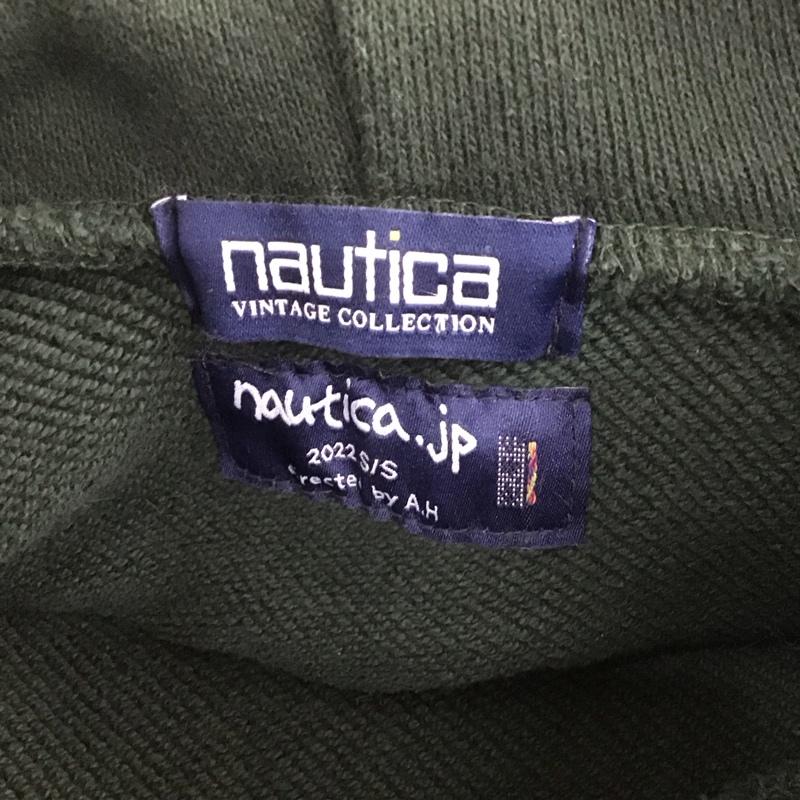 nautica
VINTAGE COLLECTION
nautica.jp
2022 S/S
by A.H